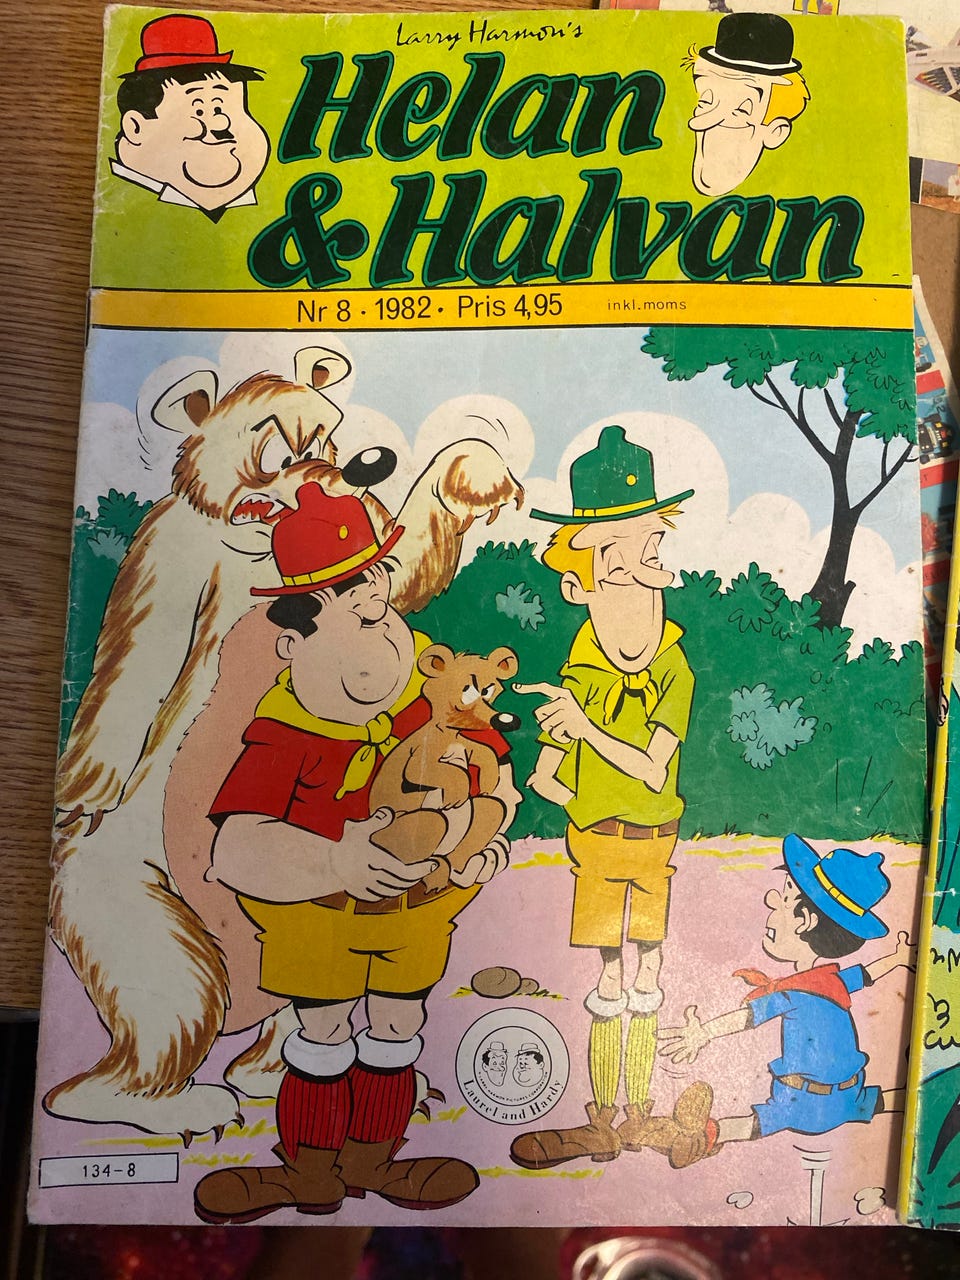 Larry Harmon's
Helan
& Halvan
Nr 8 · 1982 · Pris 4,95 inkl.moms
Laurel and Hardy
134-8